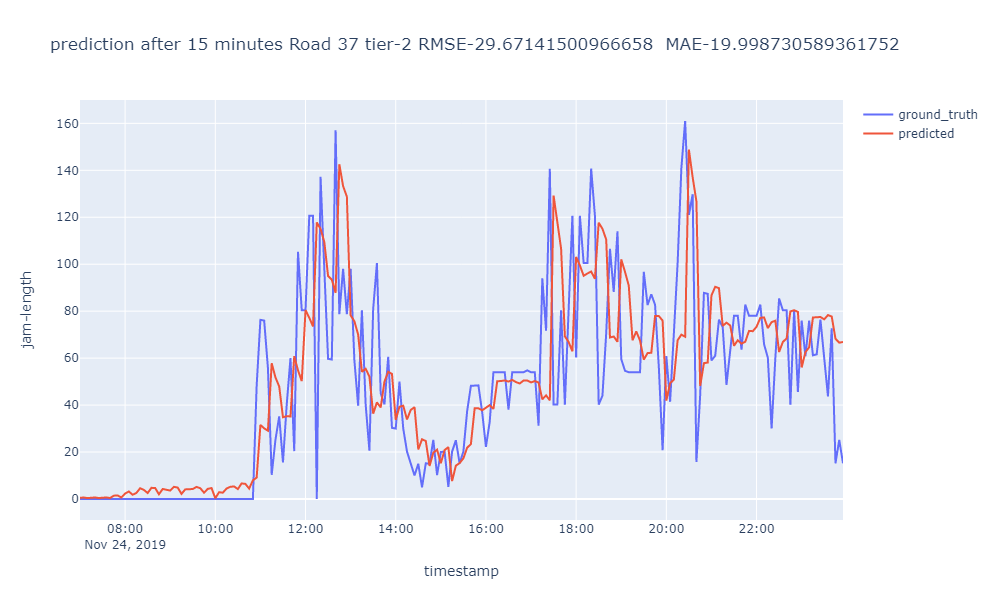 prediction after 15 minutes Road 37 tier-2 RMSE-29.67141500966658  MAE-19.998730589361752
ground_truth
predicted
160
140
120
100
80
60
40
20
0
jam-length
08:00 10:00 12:00 14:00 16:00 18:00 20:00 22:00
Nov 24, 2019
timestamp